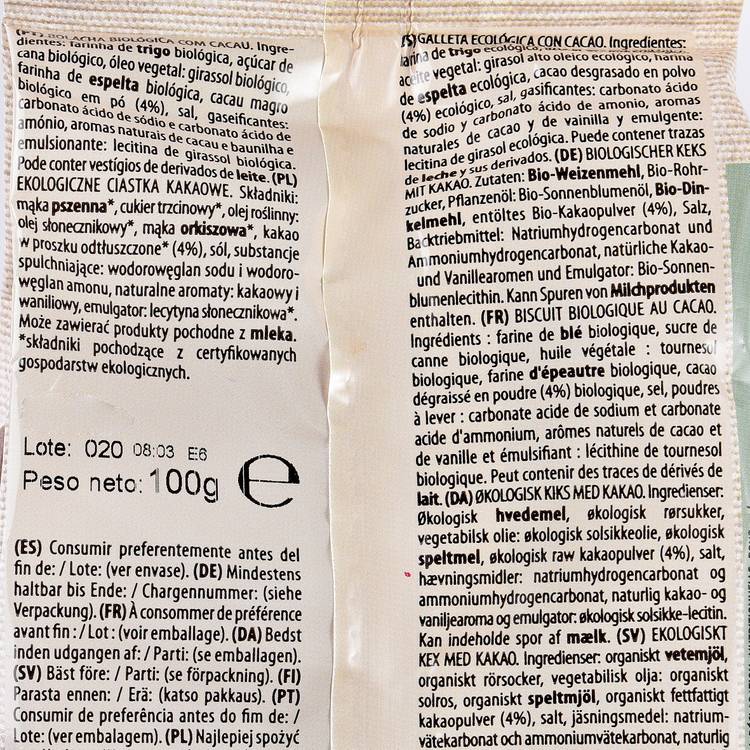 (PT) BOLACHA BIOLÓGICA COM CACAU. Ingre-
dientes: farinha de trigo biológica, açúcar de
cana biológico, óleo vegetal: girassol biológico,
farinha de espelta biológica, cacau magro
biológico em pó (4%), sal, gaseificantes:
carbonato ácido de sódio e carbonato ácido de
amónio, aromas naturais de cacau e baunilha e
emulsionante: lecitina de girassol biológica.
Pode conter vestígios de derivados de leite. (PL)
EKOLOGICZNE CIASTKA KAKAOWE. Składniki:
mąka pszenna*, cukier trzcinowy*, olej roślinny:
olej słonecznikowy*, mąka orkiszowa*, kakao
w proszku odtłuszczone* (4%), sól, substancje
spulchniające: wodorowęglan sodu i wodoro-
węglan amonu, naturalne aromaty: kakaowy i
waniliowy, emulgator: lecytyna słonecznikowa*.
Może zawierać produkty pochodne z mleka.
*składniki pochodzące z certyfikowanych
gospodarstw ekologicznych.
Lote: 020 08:03 E6
Peso neto: 100g e
(ES) Consumir preferentemente antes del
fin de: / Lote: (ver envase). (DE) Mindestens
haltbar bis Ende: / Chargennummer: (siehe
Verpackung). (FR) À consommer de préférence
avant fin : / Lot : (voir emballage). (DA) Bedst
inden udgangen af: / Parti: (se emballagen).
(SV) Bäst före: / Parti: (se förpackning). (FI)
Parasta ennen: / Erä: (katso pakkaus). (PT)
Consumir de preferência antes do fim de: /
Lote: (ver embalagem). (PL) Najlepiej spożyć
(ES) GALLETA ECOLÓGICA CON CACAO. Ingredientes:
harina de trigo ecológica,
aceite vegetal: girasol alto oleico ecológico, harina
de espelta ecológica, cacao desgrasado en polvo
(4%) ecológico, sal, gasificantes: carbonato ácido
de sodio y carbonato ácido de amonio, aromas
naturales de cacao y de vainilla y emulgente:
lecitina de girasol ecológica. Puede contener trazas
de leche y sus derivados. (DE) BIOLOGISCHER KEKS
MIT KAKAO. Zutaten: Bio-Weizenmehl, Bio-Rohr-
zucker, Pflanzenöl: Bio-Sonnenblumenöl, Bio-Din-
kelmehl, entöltes Bio-Kakaopulver (4%), Salz,
Backtriebmittel: Natriumhydrogencarbonat und
Ammoniumhydrogencarbonat, natürliche Kakao-
und Vanillearomen und Emulgator: Bio-Sonnen-
blumenlecithin. Kann Spuren von Milchprodukten
enthalten. (FR) BISCUIT BIOLOGIQUE AU CACAO.
Ingrédients : farine de blé biologique, sucre de
canne biologique, huile végétale : tournesol
biologique, farine d'épeautre biologique, cacao
dégraissé en poudre (4%) biologique, sel, poudres
à lever : carbonate acide de sodium et carbonate
acide d'ammonium, arômes naturels de cacao et
de vanille et émulsifiant : lécithine de tournesol
biologique. Peut contenir des traces de dérivés de
lait. (DA) ØKOLOGISK KIKS MED KAKAO. Ingredienser:
Økologisk hvedemel, økologisk rørsukker,
vegetabilsk olie: økologisk solsikkeolie, økologisk
speltmel, økologisk raw kakaopulver (4%), salt,
hævningsmidler: natriumhydrogencarbonat og
ammoniumhydrogencarbonat, naturlig kakao- og
vaniljearoma og emulgator: økologisk solsikke-lecitin.
Kan indeholde spor af mælk. (SV) EKOLOGISKT
KEX MED KAKAO. Ingredienser: organiskt vetemjöl,
organiskt rörsocker, vegetabilisk olja: organiskt
solros, organiskt speltmjöl, organiskt fettfattigt
kakaopulver (4%), salt, jäsningsmedel: natrium-
vätekarbonat och ammoniumvätekarbonat, naturlig